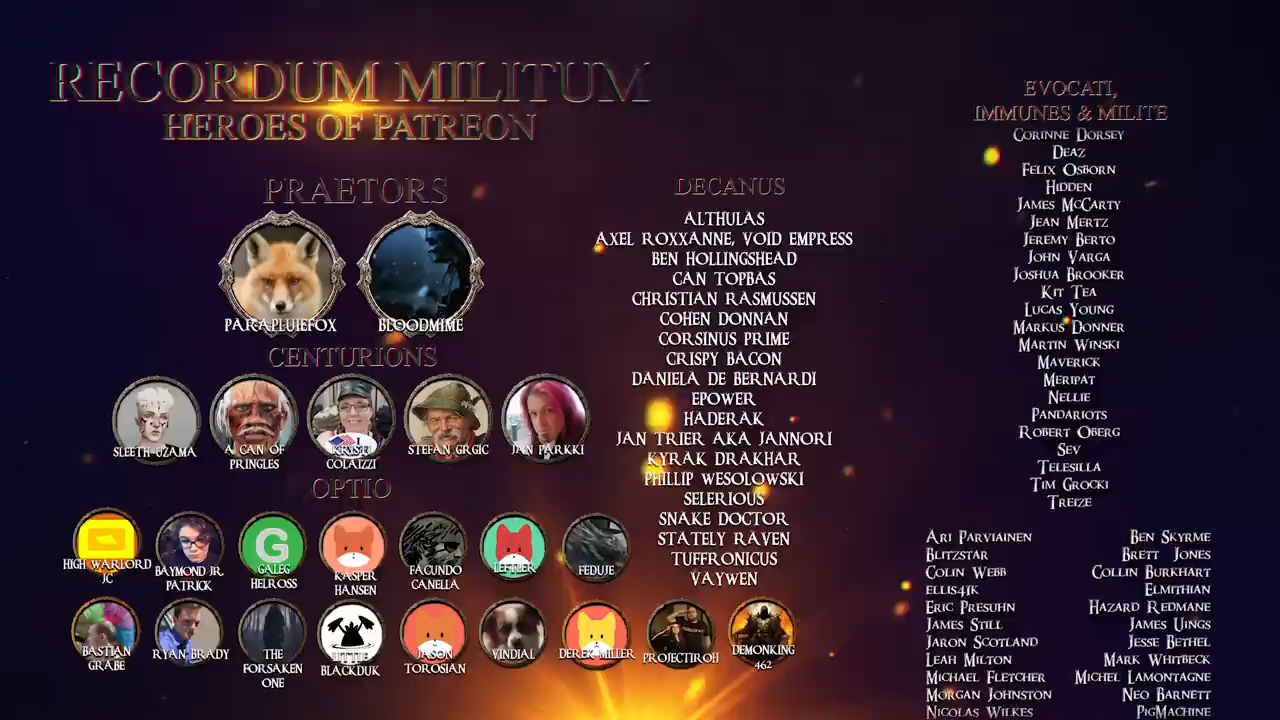 RECORDUM MILITUM
HEROES OF PATREON
PRAETORS
PARAPLUIEFOX
BLOODMIME
CENTURIONS
SLEETH-UZAMA
A CAN OF
PRINGLES
I
KRISTI
COLAIZZI
STEFAN GRGIC
JAN PARKKI
OPTIO
HIGH WARLORD
JG
BAYMOND JR.
PATRICK
G
GALEG
HELROSS
KASPER
HANSEN
FACUNDO
CANELLA
LEFTLER
FEDUJE
BASTIAN
GRABE
RYAN BRADY
THE
FORSAKEN
ONE
LITTLE
BLACKDUK
JASON
TOROSIAN
VINDIAL
DEREK MILLER
PROJECTIROH
DEMONKING
462
DECANUS
ALTHULAS
AXEL ROXXANNE, VOID EMPRESS
BEN HOLLINGSHEAD
CAN TOPBAS
CHRISTIAN RASMUSSEN
COHEN DONNAN
CORSINUS PRIME
CRISPY BACON
DANIELA DE BERNARDI
EPOWER
HADERAK
JAN TRIER AKA JANNORI
KYRAK DRAKHAR
PHILLIP WESOLOWSKI
SELERIOUS
SNAKE DOCTOR
STATELY RAVEN
TUFFRONICUS
VAYWEN
EVOCATI,
IMMUNES & MILITE
CORINNE DORSEY
DEAZ
FELIX OSBORN
HIDDEN
JAMES MCCARTY
JEAN MERTZ
JEREMY BERTO
JOHN VARGA
JOSHUA BROOKER
KIT TEA
LUCAS YOUNG
MARKUS DONNER
MARTIN WINSKI
MAVERICK
MERIPAT
NELLIE
PANDARIOTS
ROBERT OBERG
SEV
TELESILLA
TIM GROCKI
TREIZE
ARI PARVIAINEN
BLITZSTAR
COLIN WEBB
ELLIS41K
ERIC PRESUHN
JAMES STILL
JARON SCOTLAND
LEAH MILTON
MICHAEL FLETCHER
MORGAN JOHNSTON
NICOLAS WILKES
BEN SKYRME
BRETT JONES
COLLIN BURKHART
ELMITHIAN
HAZARD REDMANE
JAMES UINGS
JESSE BETHEL
MARK WHITBECK
MICHEL LAMONTAGNE
NEO BARNETT
PIGMACHINE